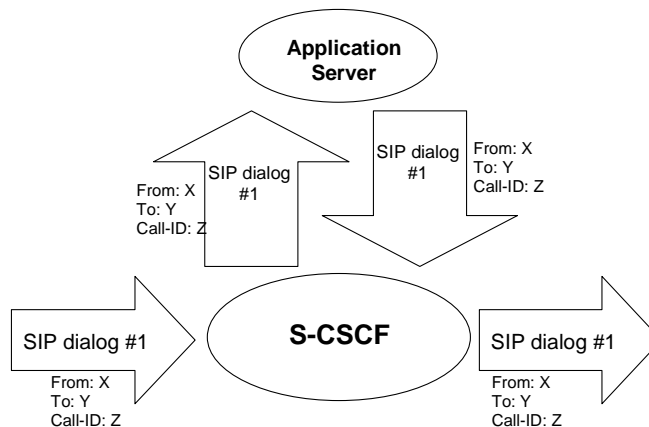 Application
Server
SIP dialog
#1
From: X
To: Y
Call-ID: Z
SIP dialog
#1
From: X
To: Y
Call-ID: Z
S-CSCF
SIP dialog #1
From: X
To: Y
Call-ID: Z
SIP dialog #1
From: X
To: Y
Call-ID: Z